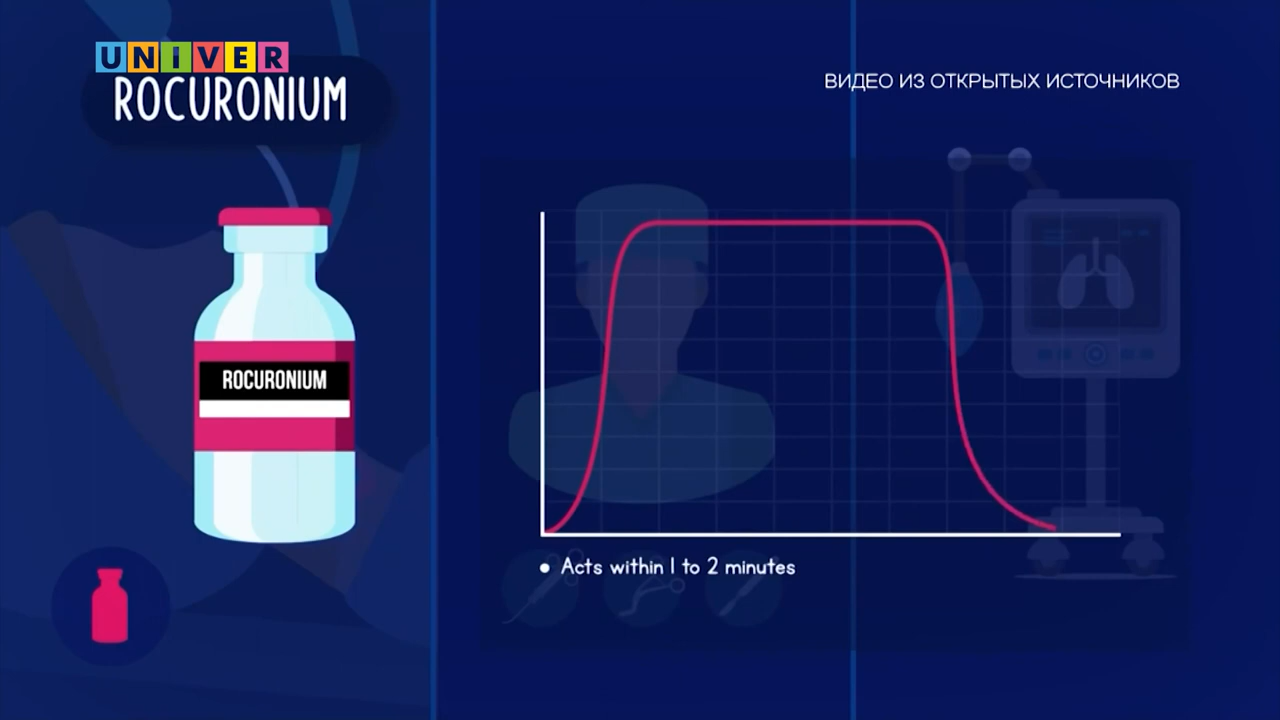 UNIVER
ROCURONIUM
ВИДЕО ИЗ ОТКРЫТЫХ ИСТОЧНИКОВ
ROCURONIUM
• Acts within 1 to 2 minutes